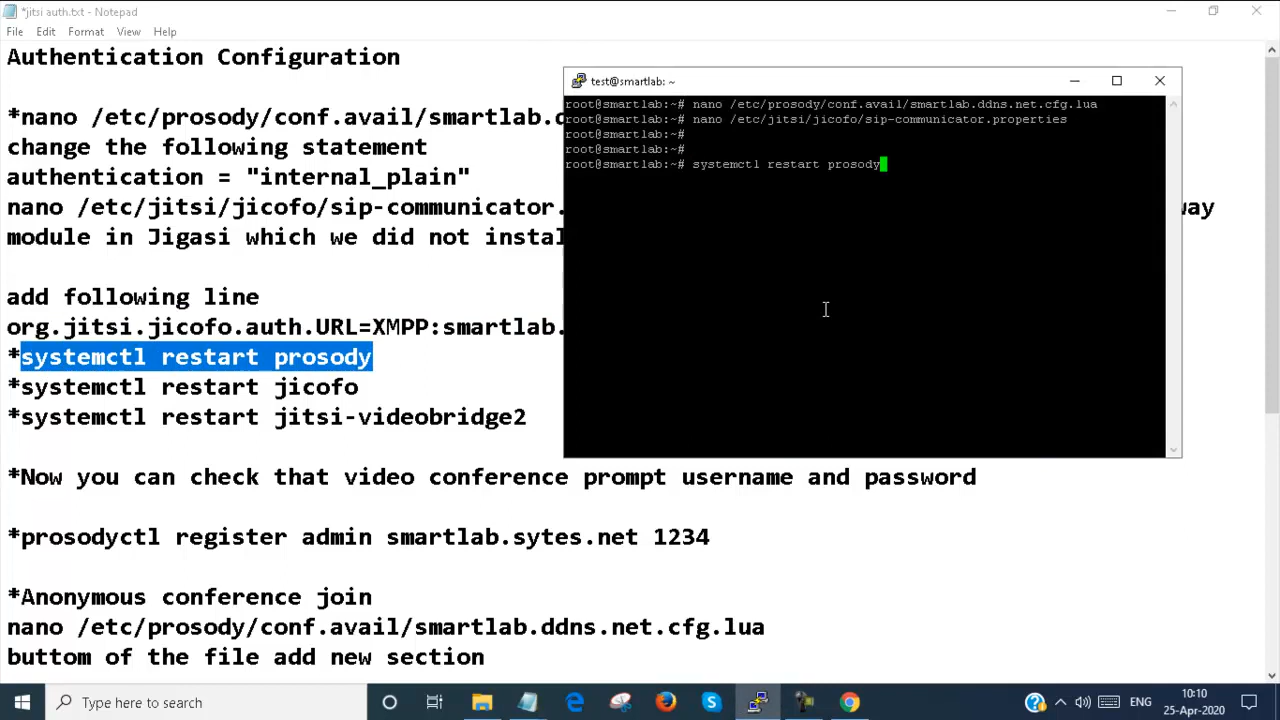 *jitsi auth.txt - Notepad
File Edit Format View Help
Authentication Configuration
*nano /etc/prosody/conf.avail/smartlab.d
change the following statement
authentication = "internal_plain"
nano /etc/jitsi/jicofo/sip-communicator.
way
module in Jigasi which we did not instal
add following line
org.jitsi.jicofo.auth.URL=XMPP:smartlab.
*systemctl restart prosody
*systemctl restart jicofo
*systemctl restart jitsi-videobridge2
*Now you can check that video conference prompt username and password
*prosodyctl register admin smartlab.sytes.net 1234
*Anonymous conference join
nano /etc/prosody/conf.avail/smartlab.ddns.net.cfg.lua
buttom of the file add new section
test@smartlab: ~
root@smartlab:~# nano /etc/prosody/conf.avail/smartlab.ddns.net.cfg.lua
root@smartlab:~# nano /etc/jitsi/jicofo/sip-communicator.properties
root@smartlab:~#
root@smartlab:~#
root@smartlab:~# systemctl restart prosody
Type here to search
ENG
10:10
25-Apr-2020